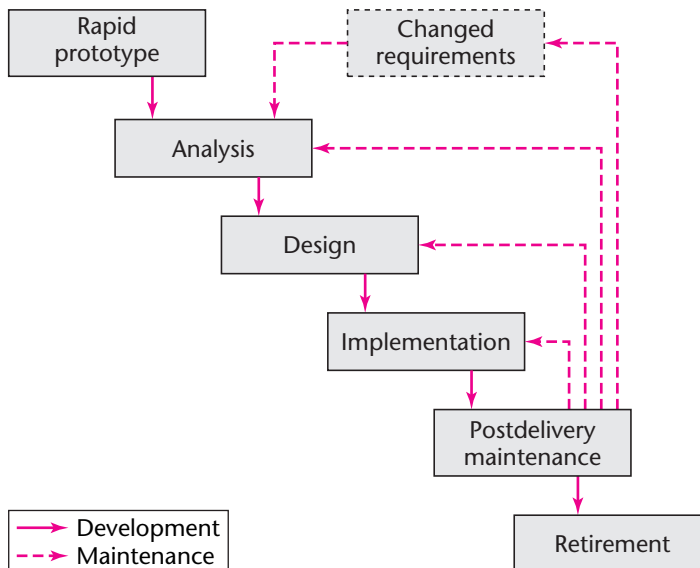 Rapid
prototype
Changed
requirements
Analysis
Design
Implementation
Postdelivery
maintenance
Retirement
Development
Maintenance